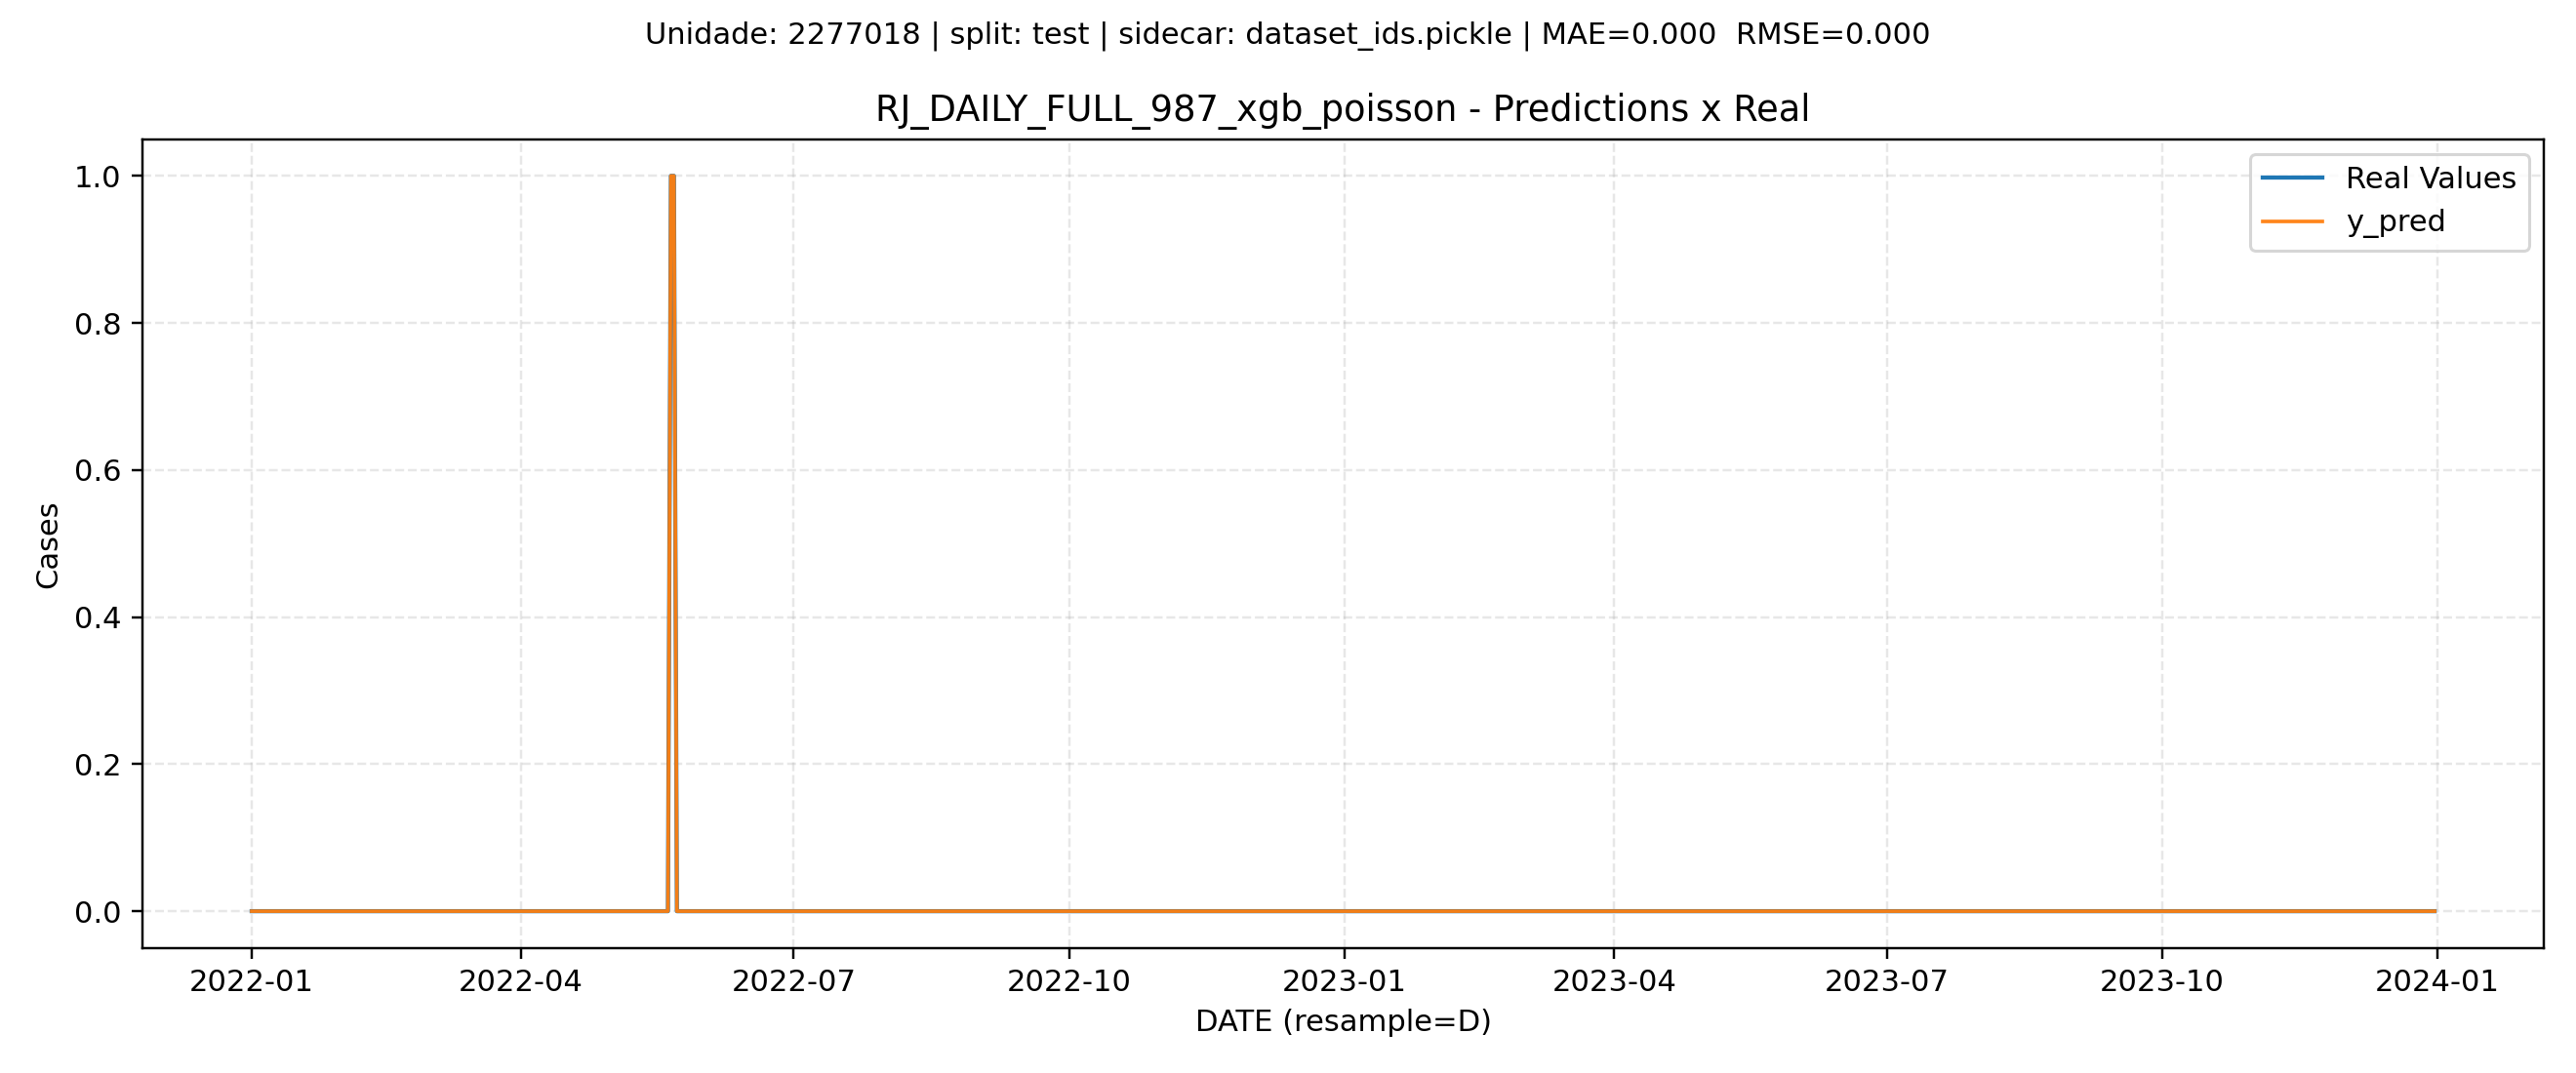 Unidade: 2277018 | split: test | sidecar: dataset_ids.pickle | MAE=0.000  RMSE=0.000
RJ_DAILY_FULL_987_xgb_poisson - Predictions x Real
Real Values
y_pred
1.0
0.8
0.6
0.4
0.2
0.0
Cases
2022-01 2022-04 2022-07 2022-10 2023-01 2023-04 2023-07 2023-10 2024-01
DATE (resample=D)